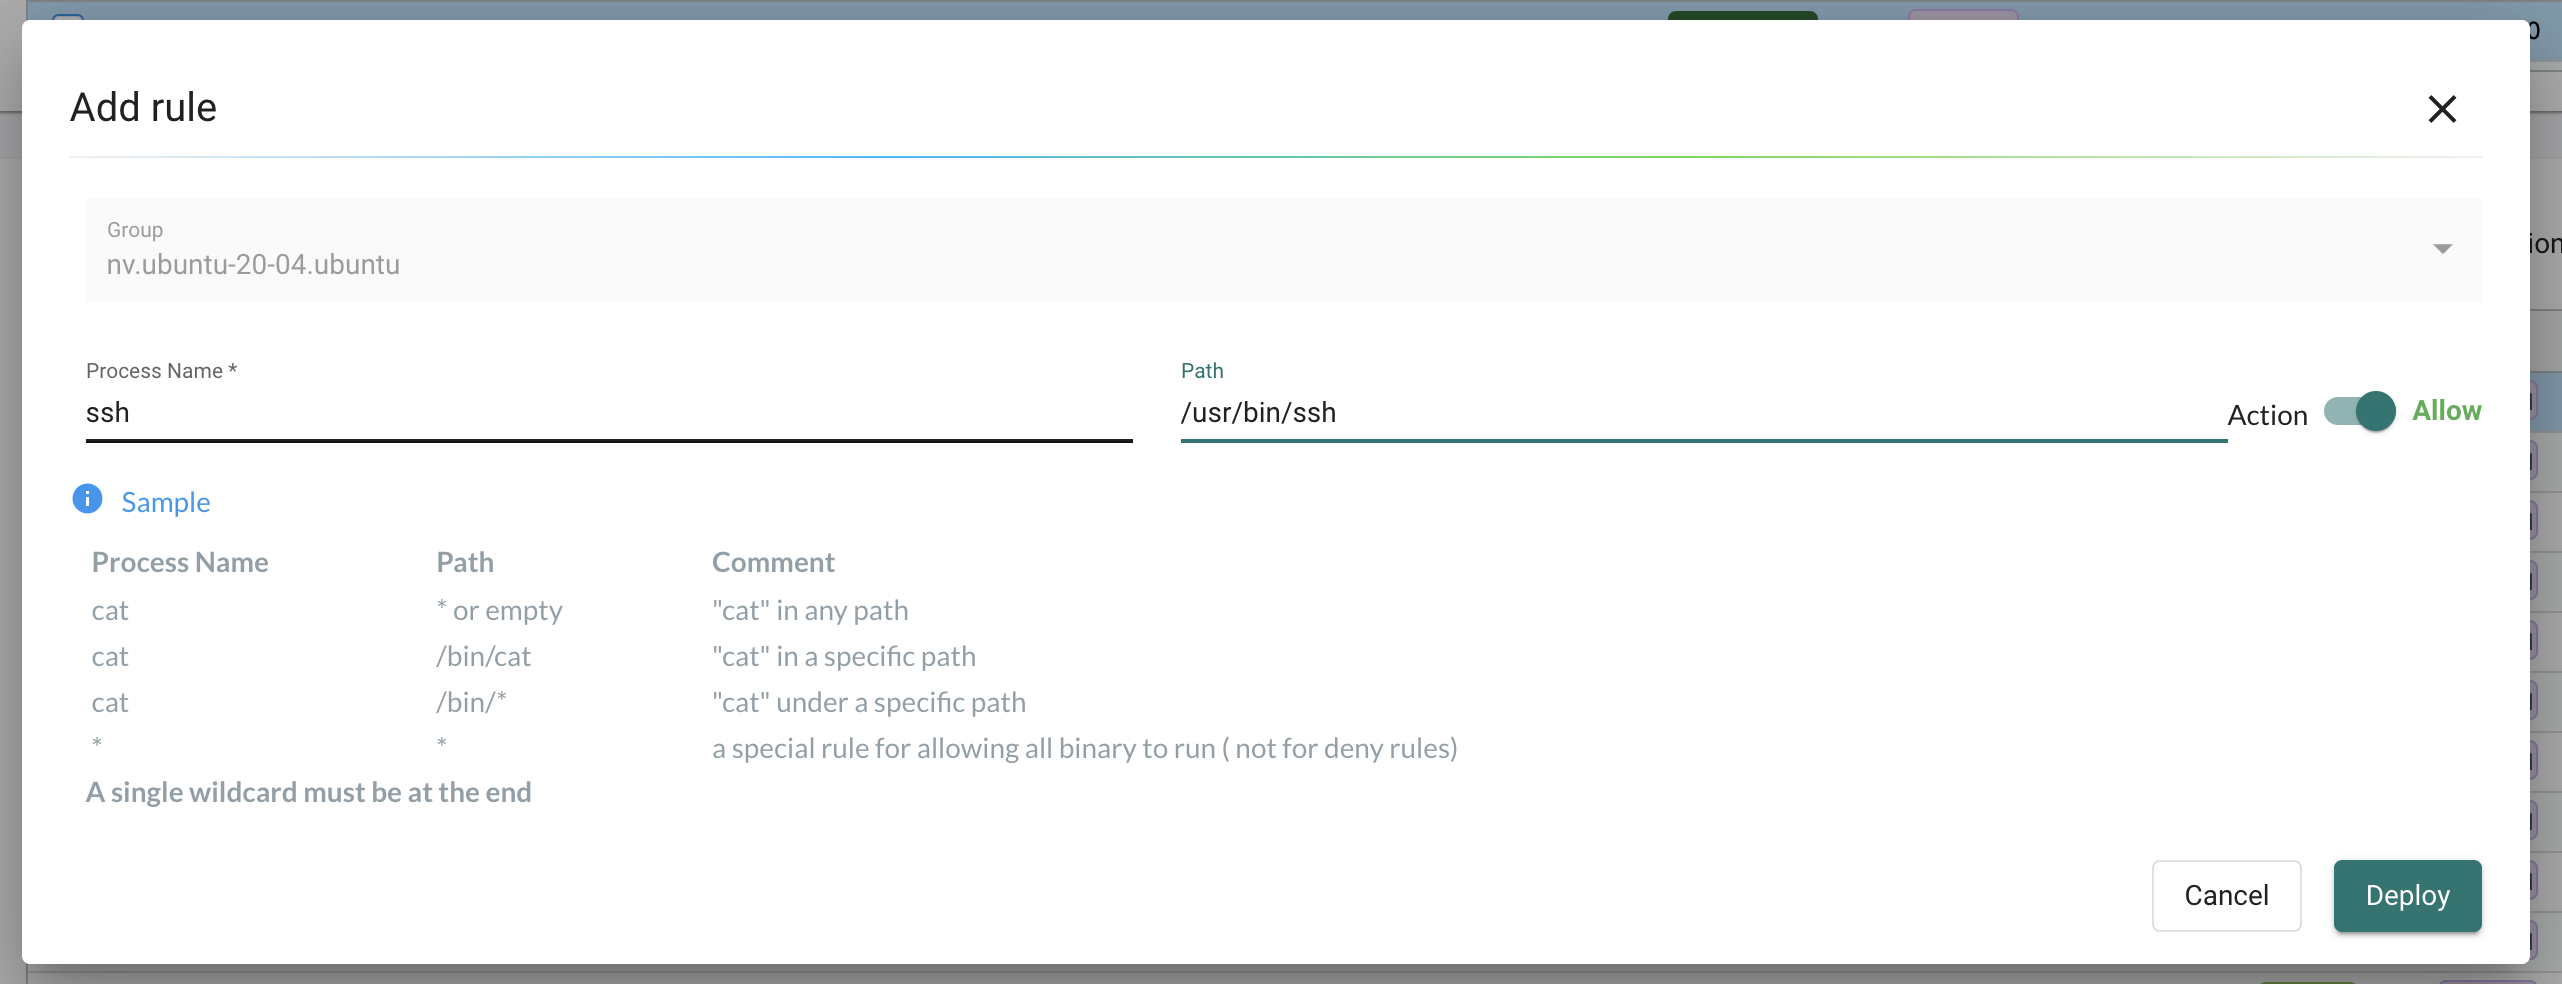 0
Add rule
Group
nv.ubuntu-20-04.ubuntu
ion
Process Name *
Path
ssh
/usr/bin/ssh
Action
Allow
Sample
Process Name Path Comment
cat * or empty "cat" in any path
cat /bin/cat "cat" in a specific path
cat /bin/* "cat" under a specific path
* * a special rule for allowing all binary to run ( not for deny rules)
A single wildcard must be at the end
Cancel
Deploy